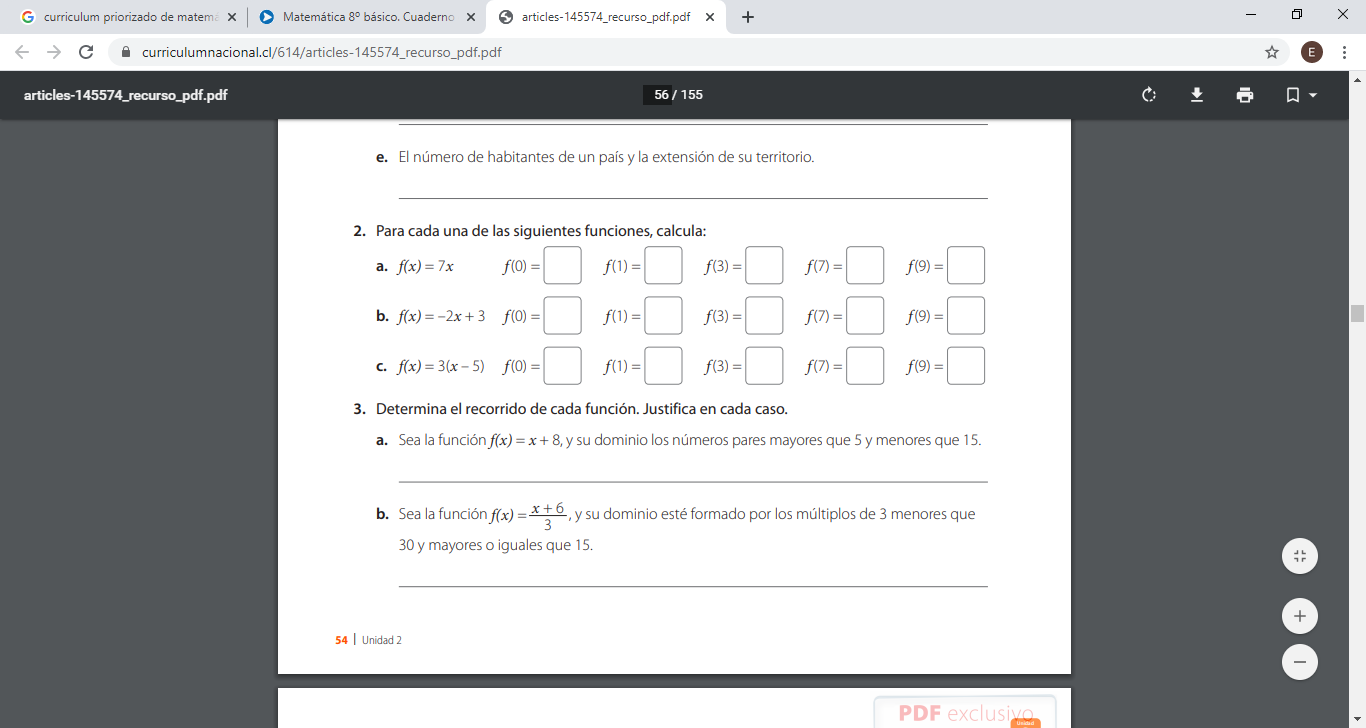 curriculum priorizado de matemá
Matemática 8º básico. Cuaderno
articles-145574_recurso_pdf.pdf
curriculumnacional.cl/614/articles-145574_recurso_pdf.pdf
E
articles-145574_recurso_pdf.pdf
56 / 155
e. El número de habitantes de un país y la extensión de su territorio.
2. Para cada una de las siguientes funciones, calcula:
a. f(x) = 7x f(0) = f(1) = f(3) = f(7) = f(9) =
b. f(x) = –2x + 3 f(0) = f(1) = f(3) = f(7) = f(9) =
c. f(x) = 3(x – 5) f(0) = f(1) = f(3) = f(7) = f(9) =
3. Determina el recorrido de cada función. Justifica en cada caso.
a. Sea la función f(x) = x + 8, y su dominio los números pares mayores que 5 y menores que 15.
b. Sea la función f(x) = x + 6 / 3, y su dominio esté formado por los múltiplos de 3 menores que
30 y mayores o iguales que 15.
54 | Unidad 2
PDF exclusivo
Unidad